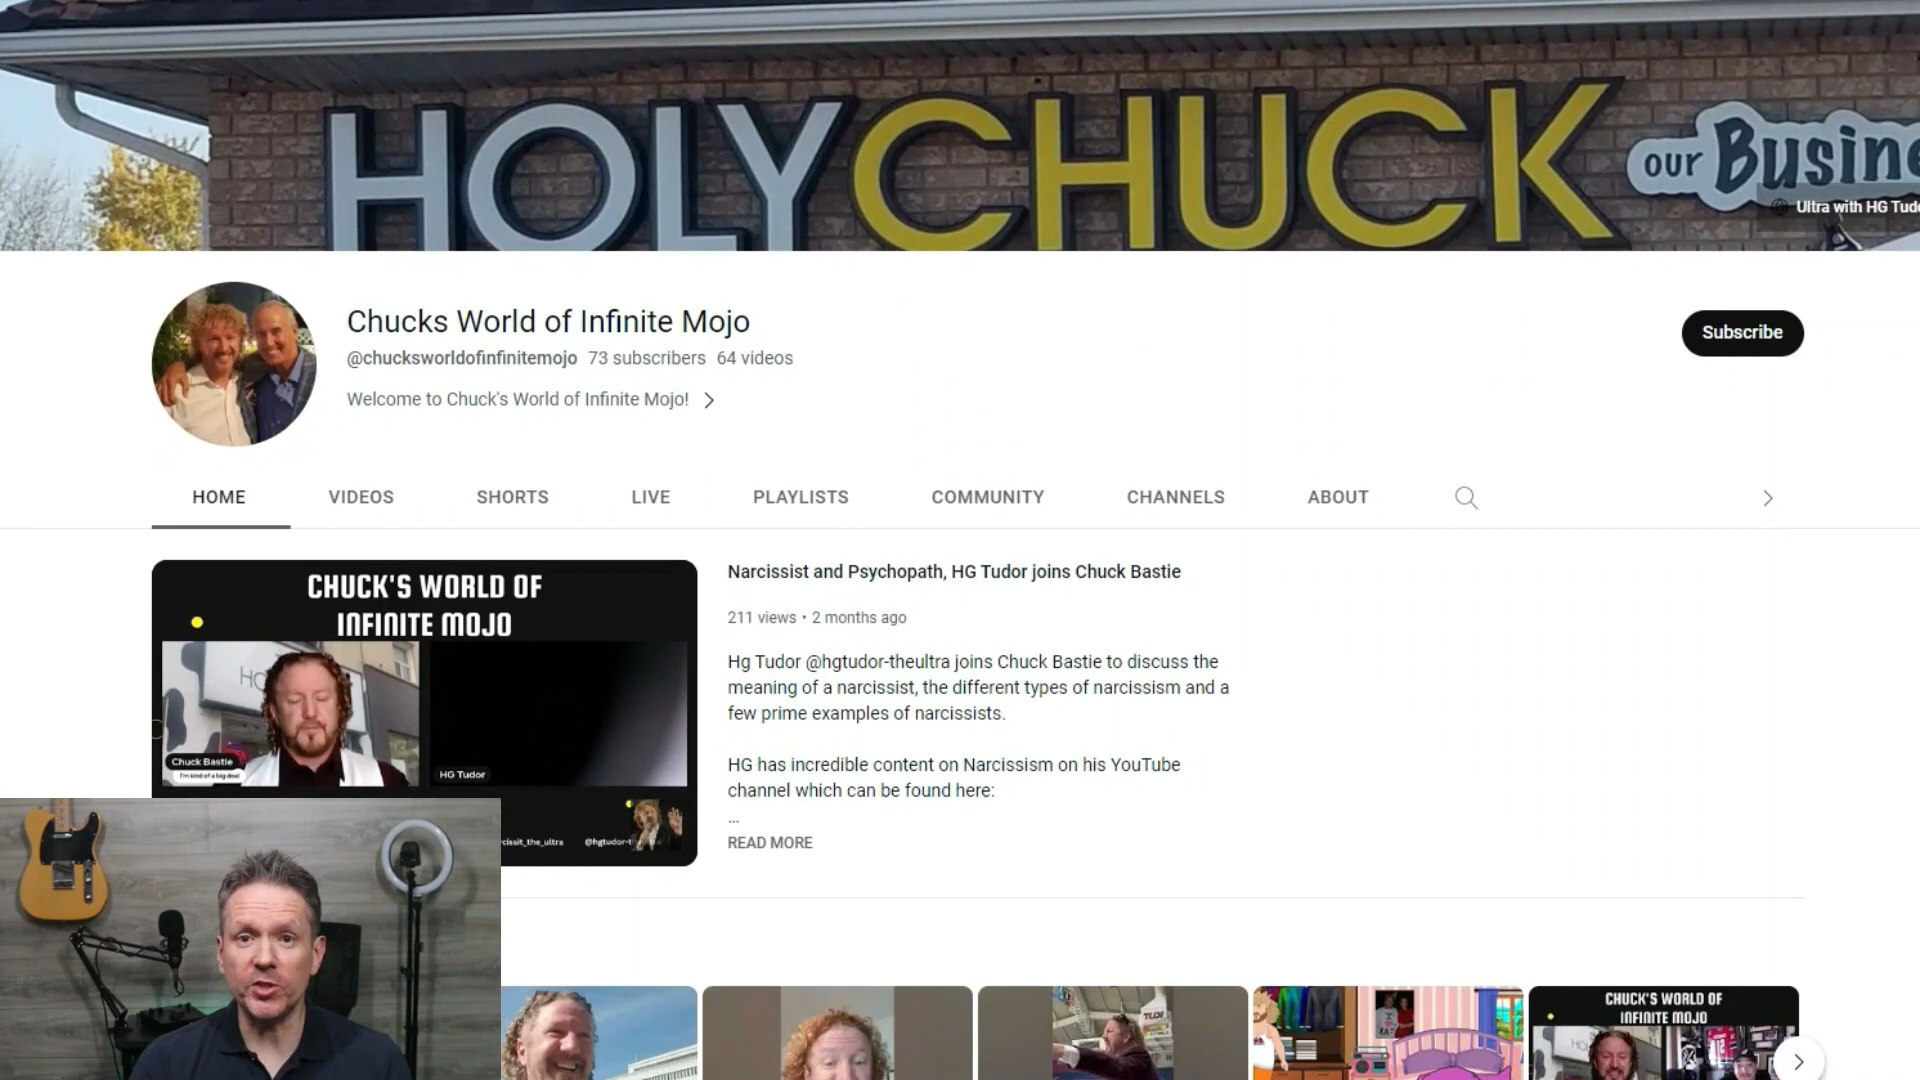 HOLYCHUCK
our
Ultra with HG
Chucks World of Infinite Mojo
@chucksworldofinfinitemojo 73 subscribers 64 videos
Welcome to Chuck's World of Infinite Mojo!
Subscribe
HOME VIDEOS SHORTS LIVE PLAYLISTS COMMUNITY CHANNELS ABOUT
CHUCK'S WORLD OF
INFINITE MOJO
Chuck Bastie
I'm kind of a big deal
HG Tudor
Narcissist and Psychopath, HG Tudor joins Chuck Bastie
211 views • 2 months ago
Hg Tudor @hgtudor-theultra joins Chuck Bastie to discuss the
meaning of a narcissist, the different types of narcissism and a
few prime examples of narcissists.
HG has incredible content on Narcissism on his YouTube
channel which can be found here:
...
READ MORE
CHUCK'S WORLD OF
INFINITE MOJO